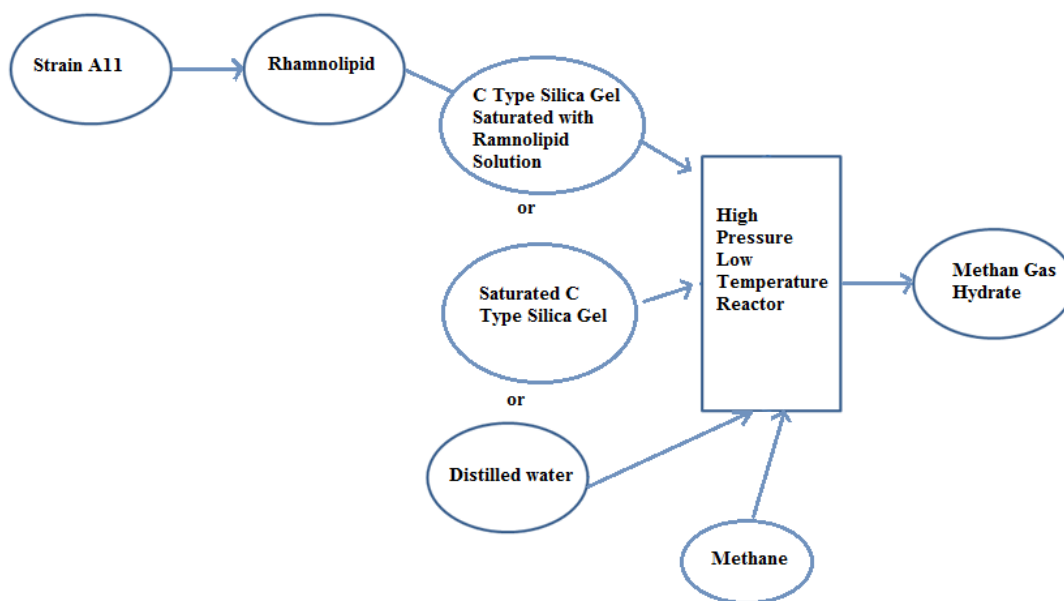 Strain A11
Rhamnolipid
C Type Silica Gel
Saturated with
Ramnolipid
Solution
or
Saturated C
Type Silica Gel
or
Distilled water
Methane
High
Pressure
Low
Temperature
Reactor
Methan Gas
Hydrate